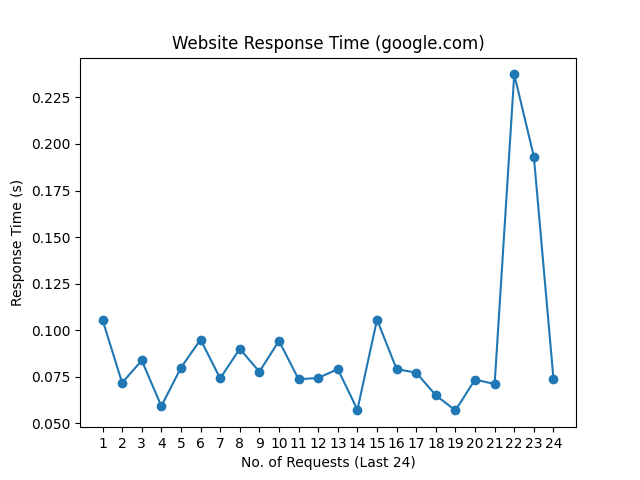 Website Response Time (google.com)
Response Time (s)
0.225
0.200
0.175
0.150
0.125
0.100
0.075
0.050
1 2 3 4 5 6 7 8 9 10 11 12 13 14 15 16 17 18 19 20 21 22 23 24
No. of Requests (Last 24)